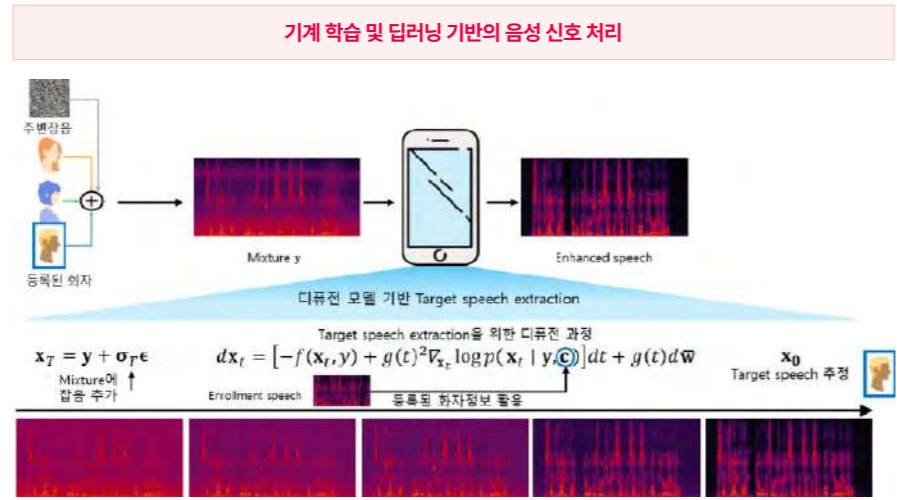 기계 학습 및 딥러닝 기반의 음성 신호 처리
주변잡음
등록된 화자
Mixture y
Enhanced speech
디퓨전 모델 기반 Target speech extraction
Target speech extraction을 위한 디퓨전 과정
x_T = y + σ_Tϵ
dx_t = [−f(x_t, y) + g(t)²∇_{x_t} log p(x_t | y, c)]dt + g(t)dw̅
x₀
Target speech 추정
Mixture에
잡음 추가
Enrollment speech
등록된 화자정보 활용